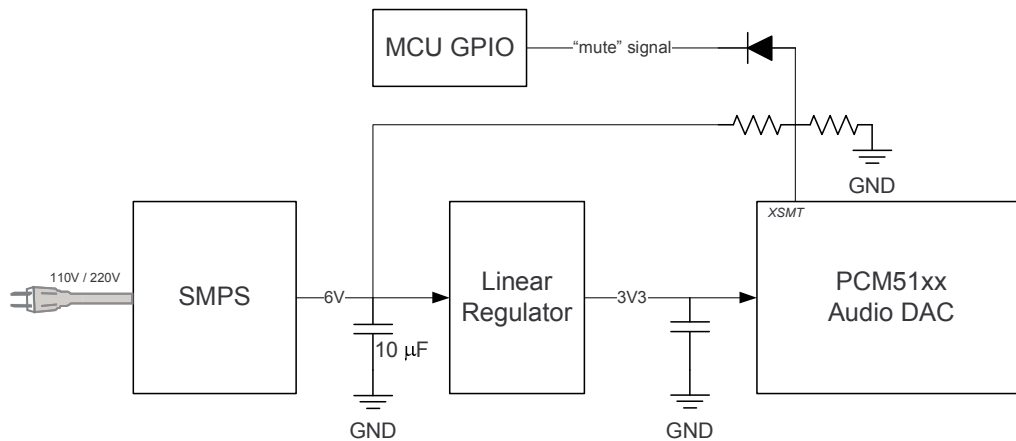 MCU GPIO
“mute” signal
GND
XSMT
110V / 220V
SMPS
6V
10 μF
GND
Linear
Regulator
3V3
GND
PCM51xx
Audio DAC